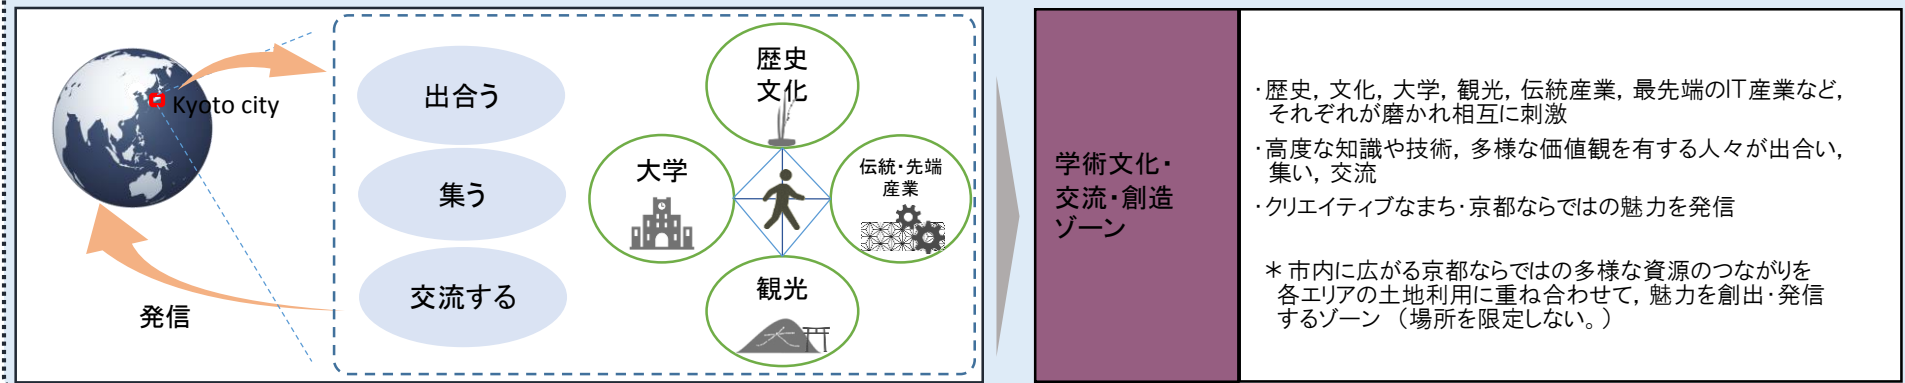 Kyoto city
発信
出合う
集う
交流する
歴史
文化
大学
伝統・先端
産業
観光
学術文化・
交流・創造
ゾーン
・歴史，文化，大学，観光，伝統産業，最先端のIT産業など，
それぞれが磨かれ相互に刺激
・高度な知識や技術，多様な価値観を有する人々が出合い，
集い，交流
・クリエイティブなまち・京都ならではの魅力を発信
＊市内に広がる京都ならではの多様な資源のつながりを
各エリアの土地利用に重ね合わせて，魅力を創出・発信
するゾーン （場所を限定しない。）